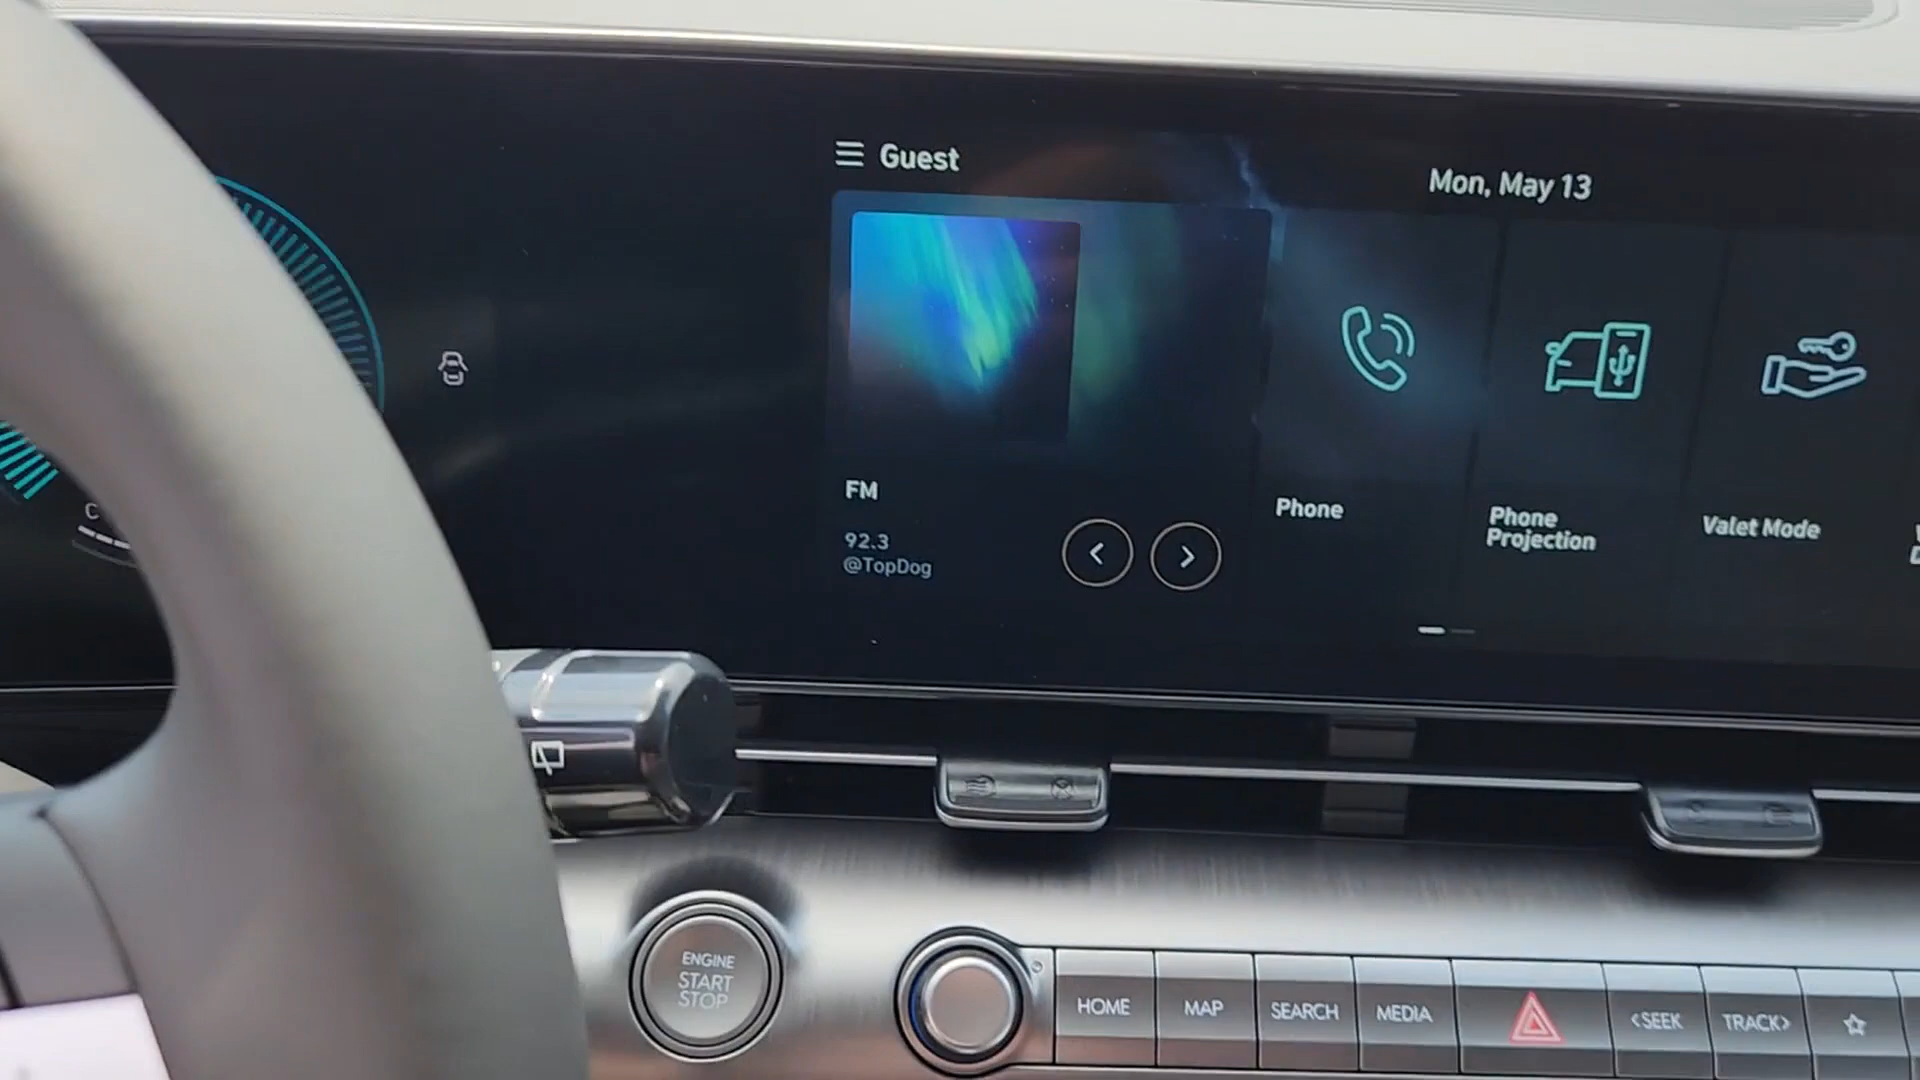 Guest
Mon, May 13
FM
92.3
@TopDog
Phone
Phone
Projection
Valet Mode
C
ENGINE
START
STOP
HOME
MAP
SEARCH
MEDIA
<SEEK
TRACK>